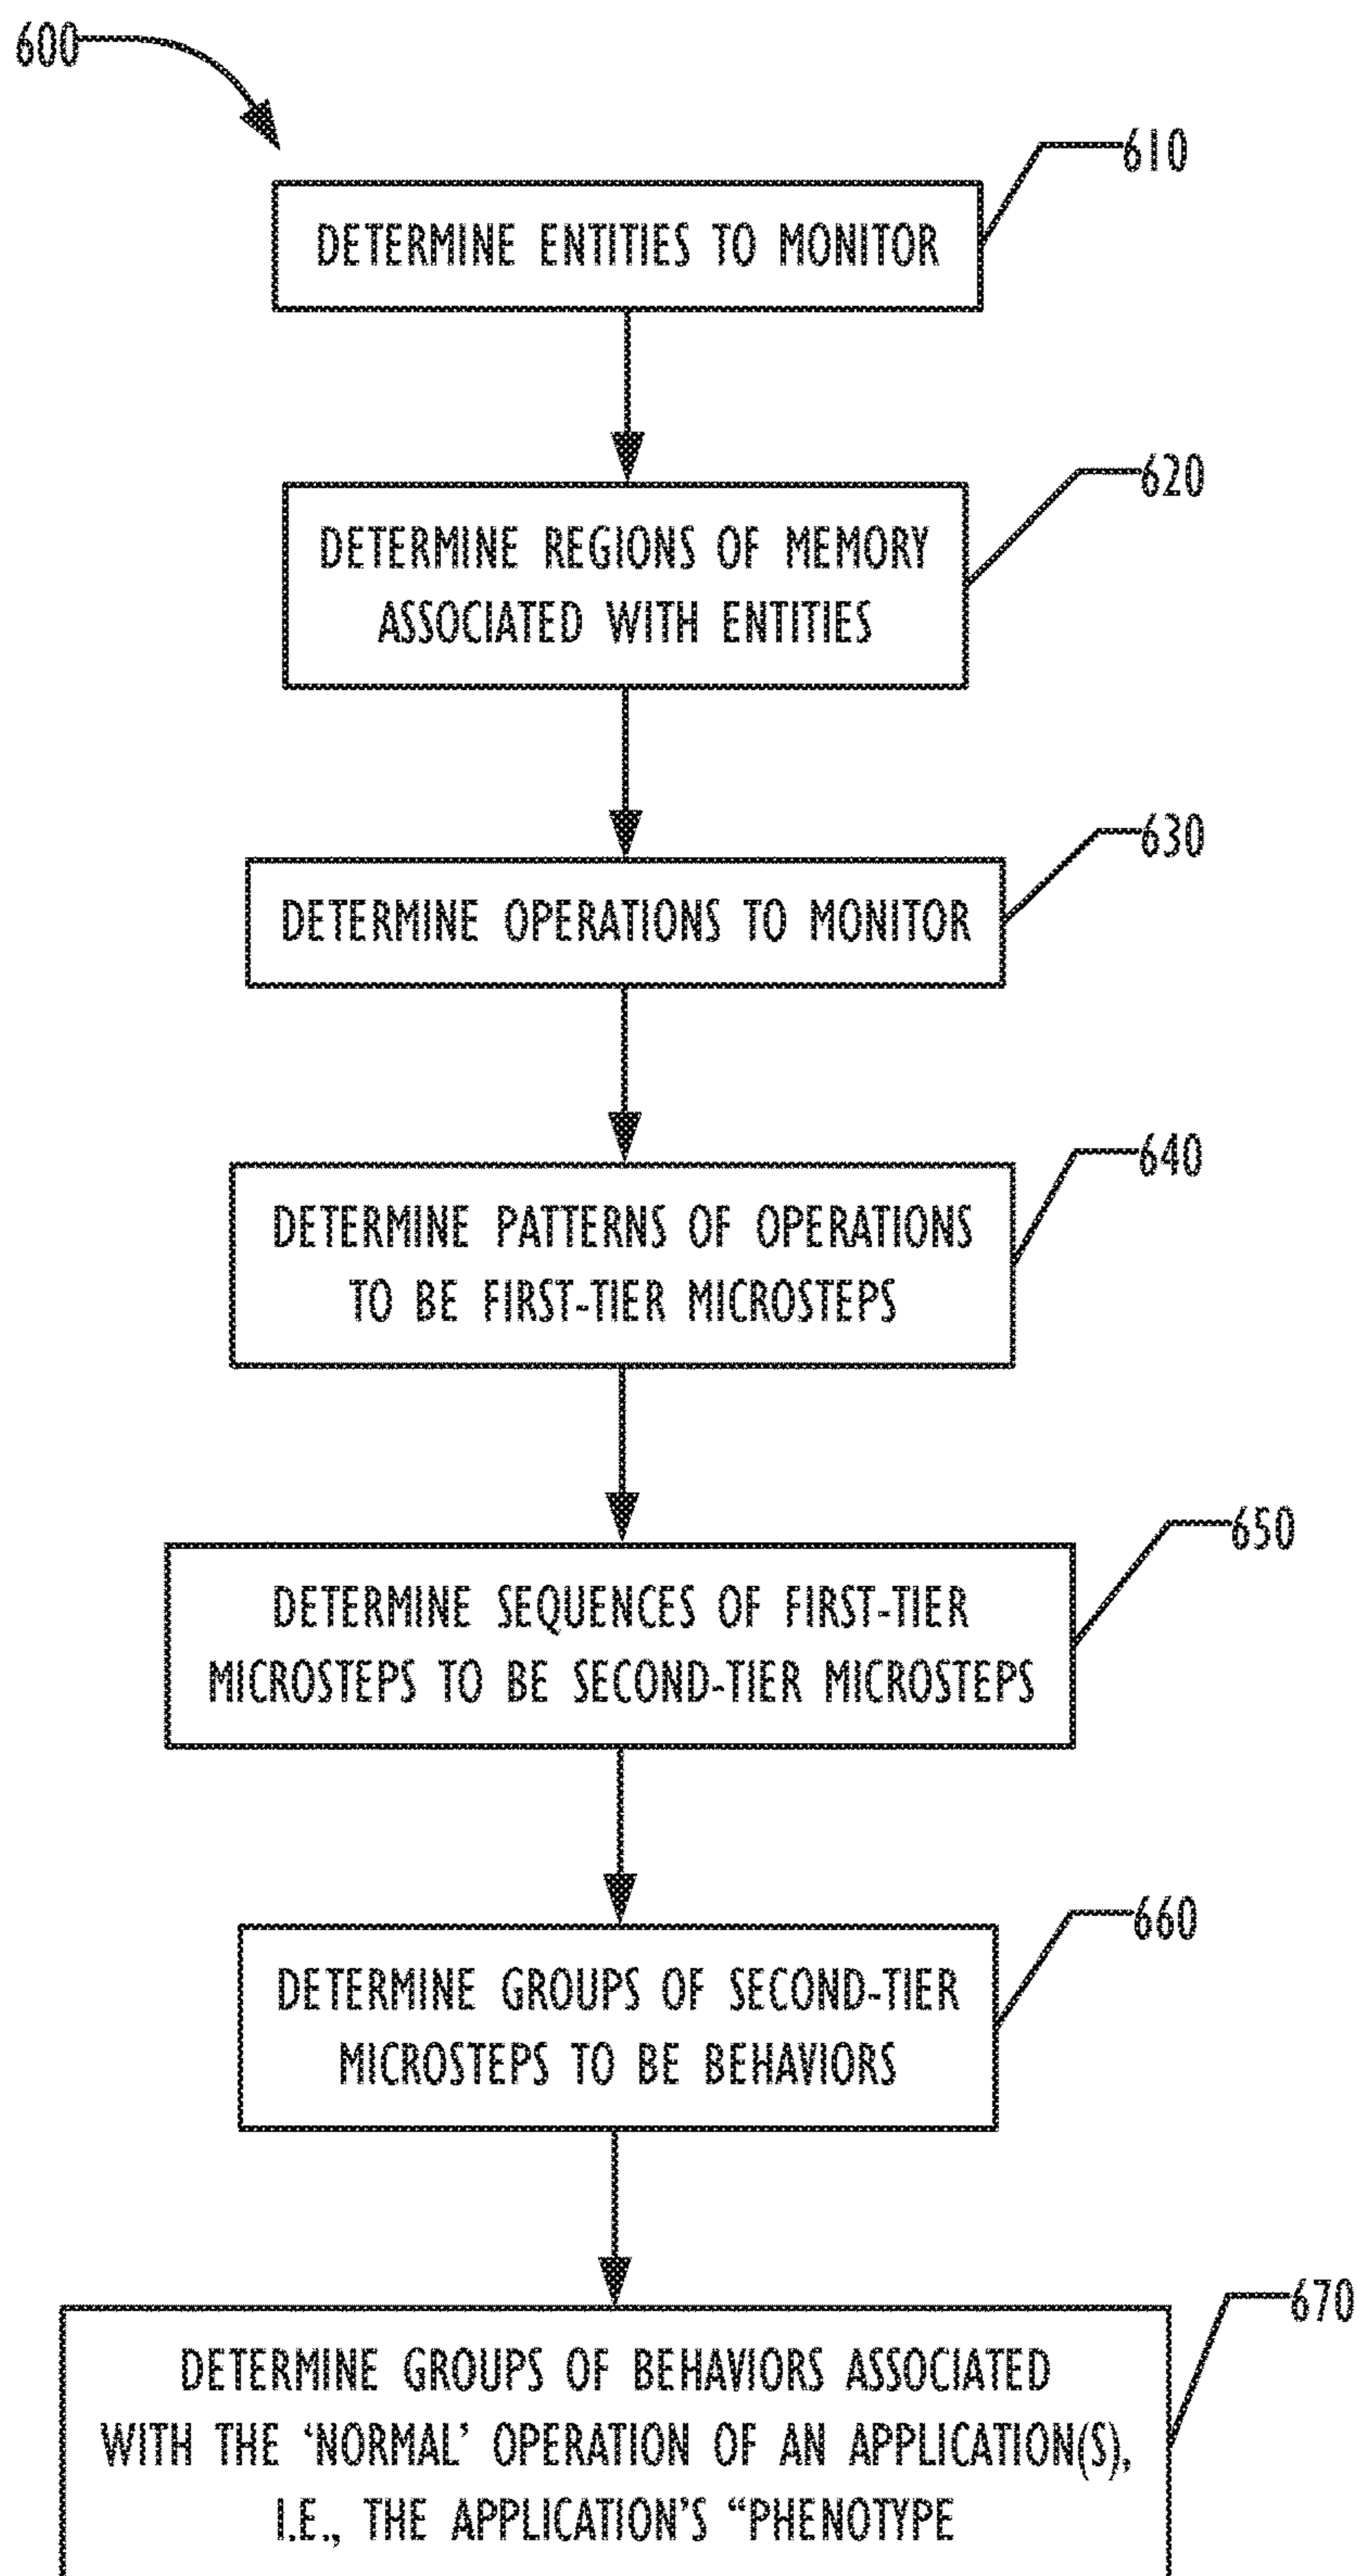 600
610
DETERMINE ENTITIES TO MONITOR
620
DETERMINE REGIONS OF MEMORY
ASSOCIATED WITH ENTITIES
630
DETERMINE OPERATIONS TO MONITOR
640
DETERMINE PATTERNS OF OPERATIONS
TO BE FIRST-TIER MICROSTEPS
650
DETERMINE SEQUENCES OF FIRST-TIER
MICROSTEPS TO BE SECOND-TIER MICROSTEPS
660
DETERMINE GROUPS OF SECOND-TIER
MICROSTEPS TO BE BEHAVIORS
670
DETERMINE GROUPS OF BEHAVIORS ASSOCIATED
WITH THE ‘NORMAL’ OPERATION OF AN APPLICATION(S),
I.E., THE APPLICATION’S “PHENOTYPE